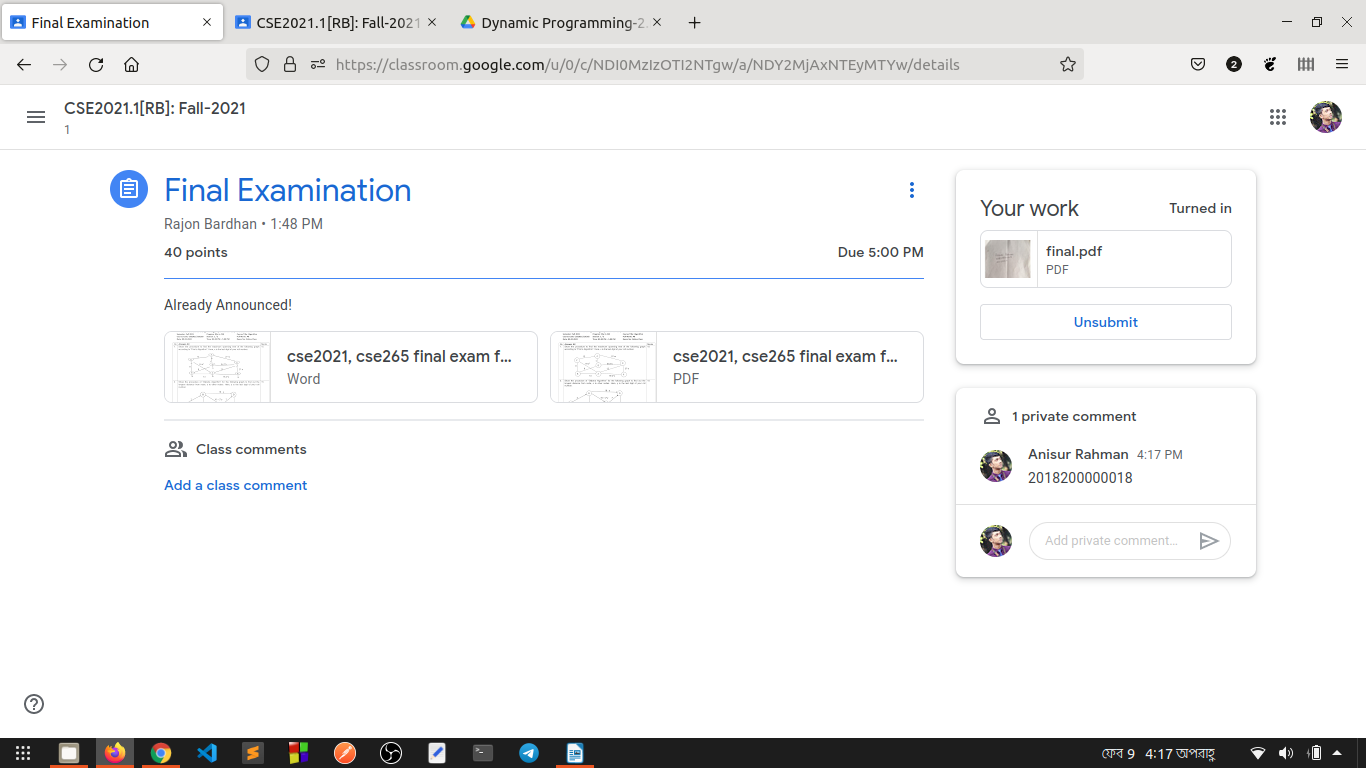 Final Examination
CSE2021.1[RB]: Fall-2021
Dynamic Programming-2.
https://classroom.google.com/u/0/c/NDI0MzIzOTI2NTgw/a/NDY2MjAxNTEyMTYw/details
2
CSE2021.1[RB]: Fall-2021
1
Final Examination
Rajon Bardhan • 1:48 PM
40 points
Due 5:00 PM
Already Announced!
cse2021, cse265 final exam f...
Word
cse2021, cse265 final exam f...
PDF
Class comments
Add a class comment
Your work
Turned in
final.pdf
PDF
Unsubmit
1 private comment
Anisur Rahman 4:17 PM
2018200000018
Add private comment...
ফেব 9 4:17 অপরাহ্ণ